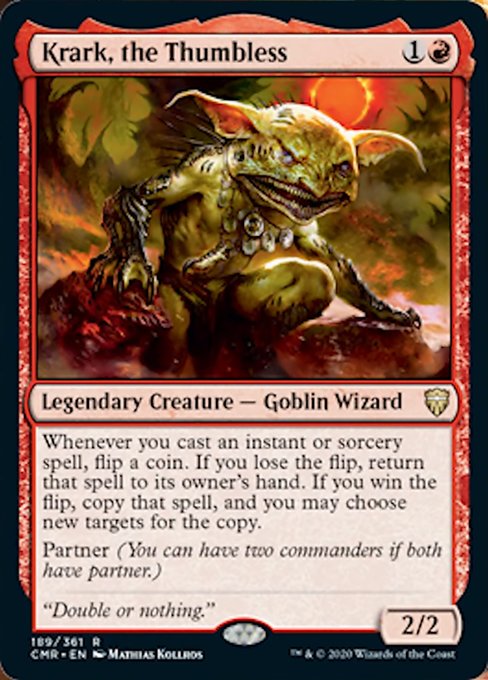 Krark, the Thumbless 1
Legendary Creature — Goblin Wizard
Whenever you cast an instant or sorcery
spell, flip a coin. If you lose the flip, return
that spell to its owner's hand. If you win the
flip, copy that spell, and you may choose
new targets for the copy.
Partner (You can have two commanders if both
have partner.)
“Double or nothing.”
2/2
189/361 R
CMR • EN Mathias Kollros
™ & © 2020 Wizards of the Coast